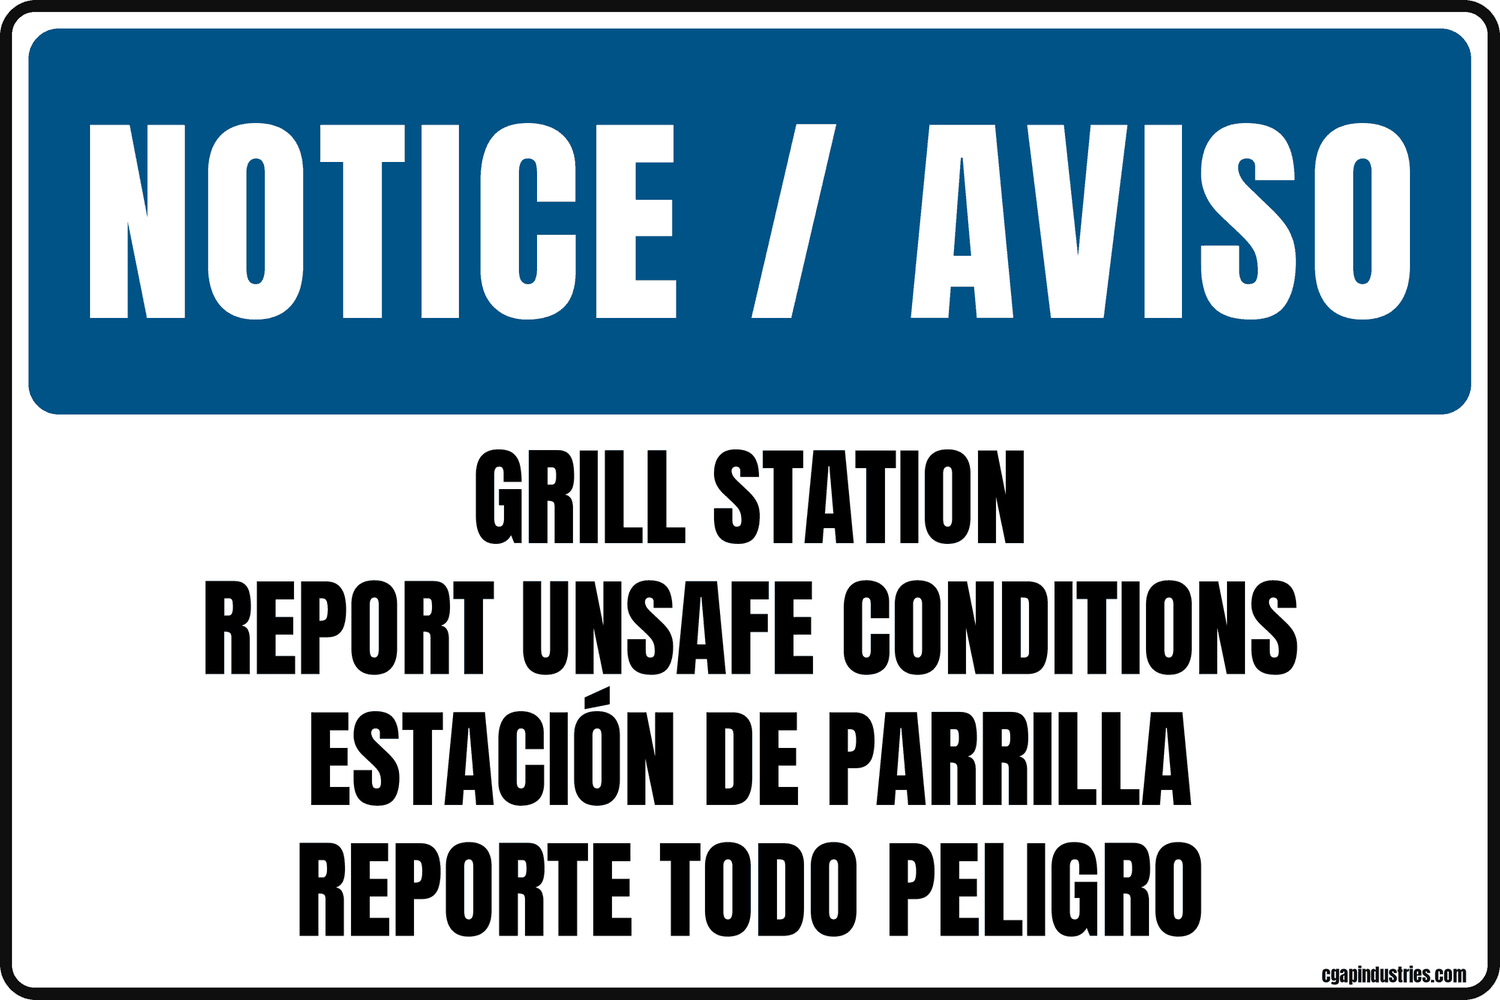 NOTICE / AVISO
GRILL STATION
REPORT UNSAFE CONDITIONS
ESTACIÓN DE PARRILLA
REPORTE TODO PELIGRO
cgapindustries.com